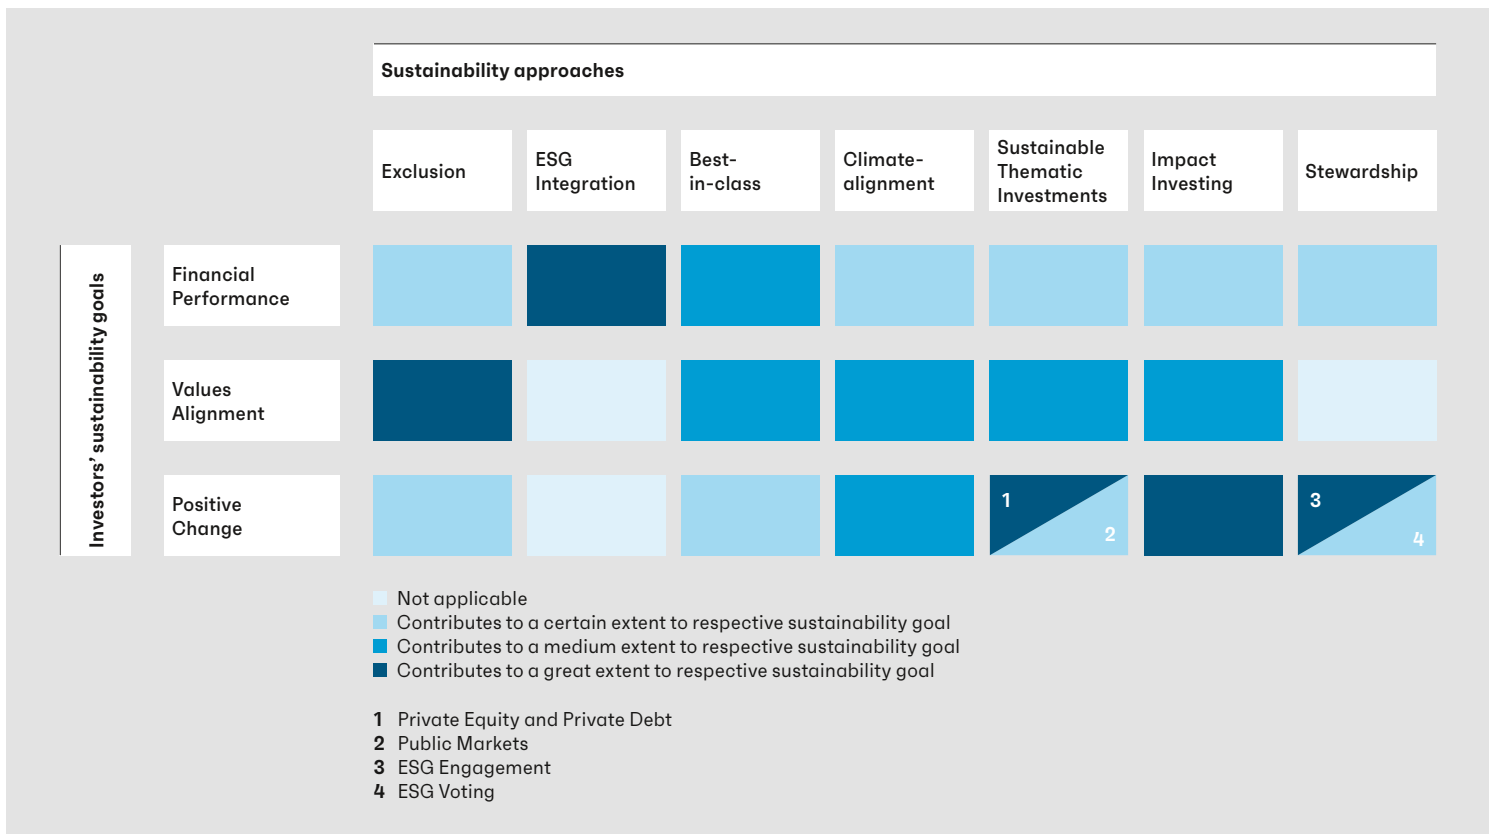 Sustainability approaches
Exclusion
ESG
Integration
Best-
in-class
Climate-
alignment
Sustainable
Thematic
Investments
Impact
Investing
Stewardship
Investors’ sustainability goals
Financial
Performance
Values
Alignment
Positive
Change
1
2
3
4
Not applicable
Contributes to a certain extent to respective sustainability goal
Contributes to a medium extent to respective sustainability goal
Contributes to a great extent to respective sustainability goal
1 Private Equity and Private Debt
2 Public Markets
3 ESG Engagement
4 ESG Voting